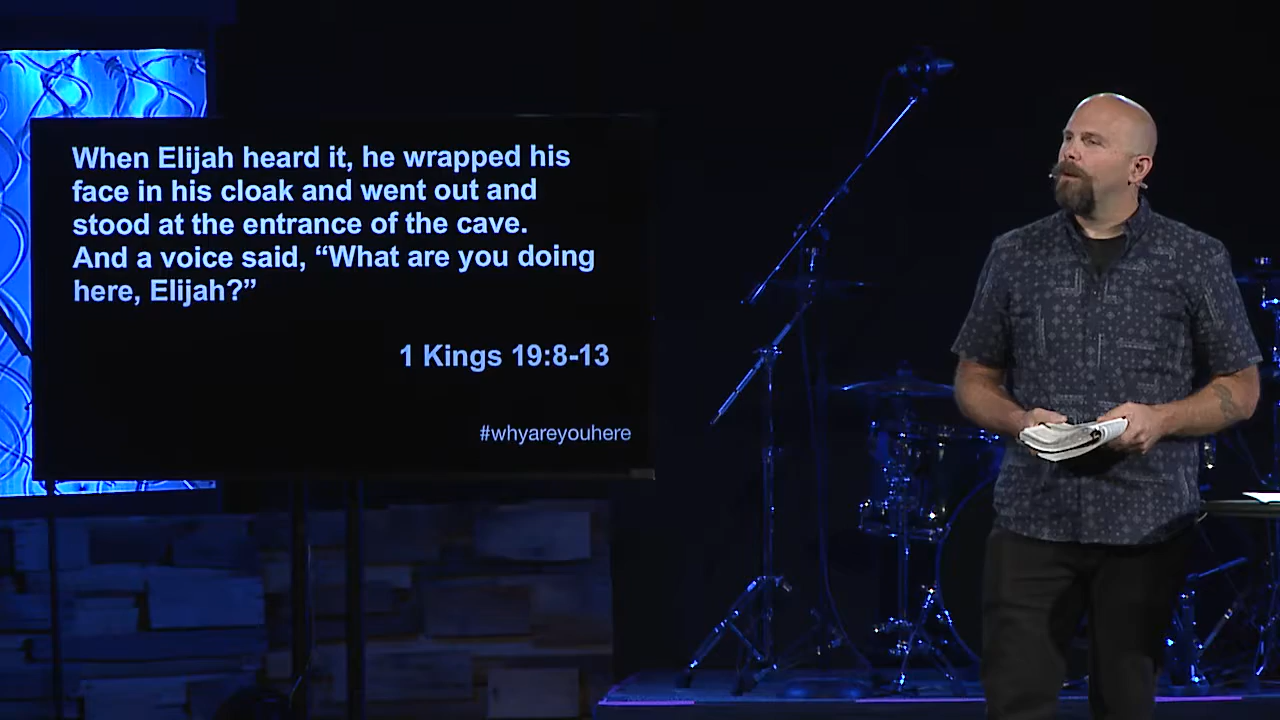 When Elijah heard it, he wrapped his
face in his cloak and went out and
stood at the entrance of the cave.
And a voice said, “What are you doing
here, Elijah?”
1 Kings 19:8-13
#whyareyouhere